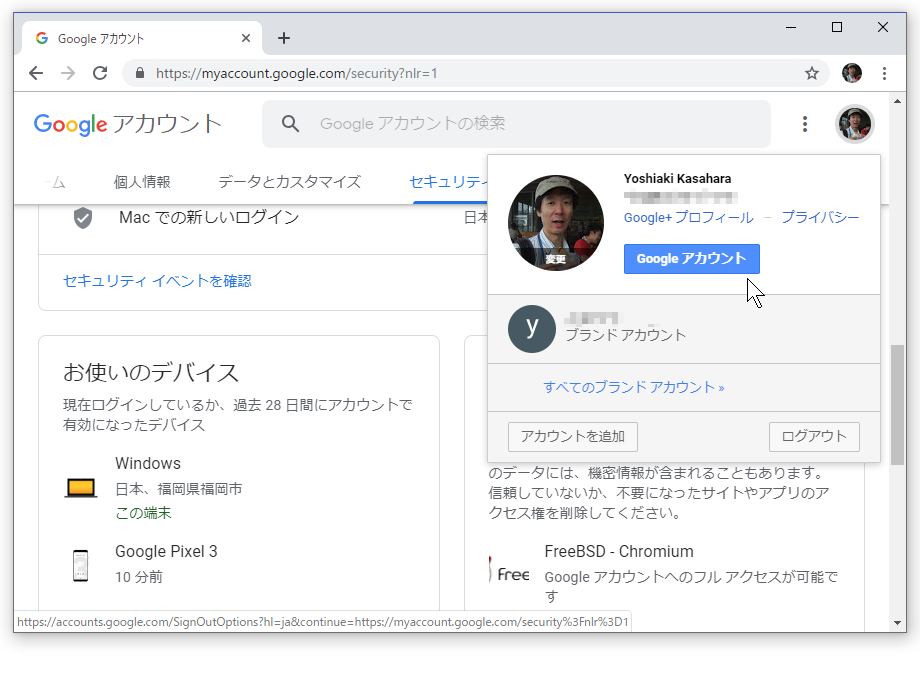 Google アカウント
https://myaccount.google.com/security?nlr=1
Google アカウント
Google アカウントの検索
ーム 個人情報 データとカスタマイズ セキュリティ
Mac での新しいログイン
日本
セキュリティ イベントを確認
Yoshiaki Kasahara
Google+ プロフィール – プライバシー
変更
Google アカウント
y
ブランド アカウント
すべてのブランド アカウント »
アカウントを追加
ログアウト
お使いのデバイス
現在ログインしているか、過去 28 日間にアカウントで
有効になったデバイス
Windows
日本、福岡県福岡市
この端末
Google Pixel 3
10 分前
のデータには、機密情報が含まれることもあります。
信頼していないか、不要になったサイトやアプリのア
クセス権を削除してください。
Free
FreeBSD - Chromium
Google アカウントへのフル アクセスが可能で
す
https://accounts.google.com/SignOutOptions?hl=ja&continue=https://myaccount.google.com/security%3Fnlr%3D1